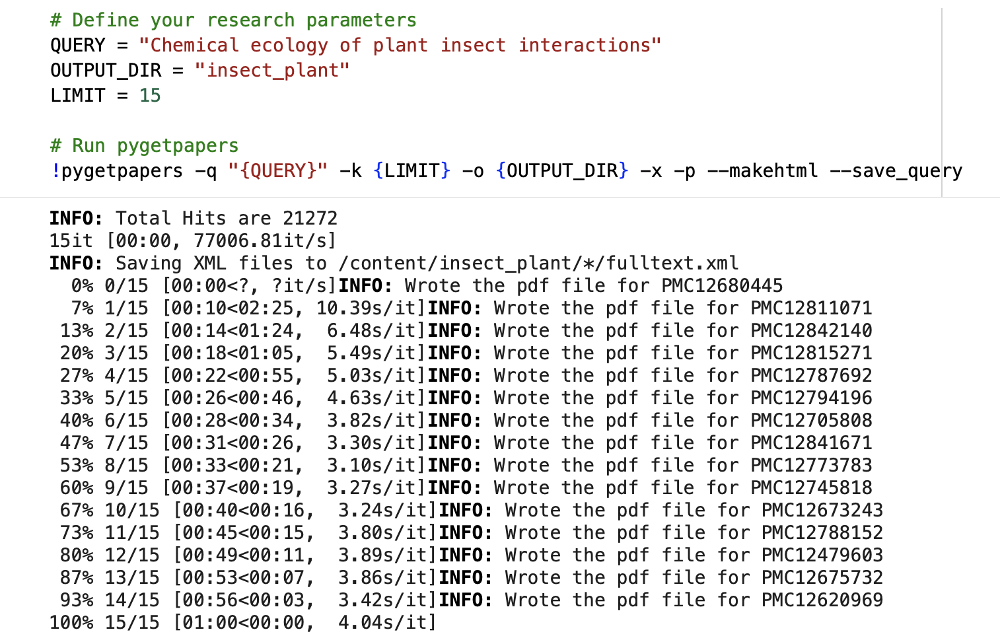 # Define your research parameters
QUERY = "Chemical ecology of plant insect interactions"
OUTPUT_DIR = "insect_plant"
LIMIT = 15
# Run pygetpapers
!pygetpapers -q "{QUERY}" -k {LIMIT} -o {OUTPUT_DIR} -x -p --makehtml --save_query
INFO: Total Hits are 21272
15it [00:00, 77006.81it/s]
INFO: Saving XML files to /content/insect_plant/*/fulltext.xml
  0% 0/15 [00:00<?, ?it/s]INFO: Wrote the pdf file for PMC12680445
  7% 1/15 [00:10<02:25, 10.39s/it]INFO: Wrote the pdf file for PMC12811071
 13% 2/15 [00:14<01:24,  6.48s/it]INFO: Wrote the pdf file for PMC12842140
 20% 3/15 [00:18<01:05,  5.49s/it]INFO: Wrote the pdf file for PMC12815271
 27% 4/15 [00:22<00:55,  5.03s/it]INFO: Wrote the pdf file for PMC12787692
 33% 5/15 [00:26<00:46,  4.63s/it]INFO: Wrote the pdf file for PMC12794196
 40% 6/15 [00:28<00:34,  3.82s/it]INFO: Wrote the pdf file for PMC12705808
 47% 7/15 [00:31<00:26,  3.30s/it]INFO: Wrote the pdf file for PMC12841671
 53% 8/15 [00:33<00:21,  3.10s/it]INFO: Wrote the pdf file for PMC12773783
 60% 9/15 [00:37<00:19,  3.27s/it]INFO: Wrote the pdf file for PMC12745818
 67% 10/15 [00:40<00:16,  3.24s/it]INFO: Wrote the pdf file for PMC12673243
 73% 11/15 [00:45<00:15,  3.80s/it]INFO: Wrote the pdf file for PMC12788152
 80% 12/15 [00:49<00:11,  3.89s/it]INFO: Wrote the pdf file for PMC12479603
 87% 13/15 [00:53<00:07,  3.86s/it]INFO: Wrote the pdf file for PMC12675732
 93% 14/15 [00:56<00:03,  3.42s/it]INFO: Wrote the pdf file for PMC12620969
100% 15/15 [01:00<00:00,  4.04s/it]